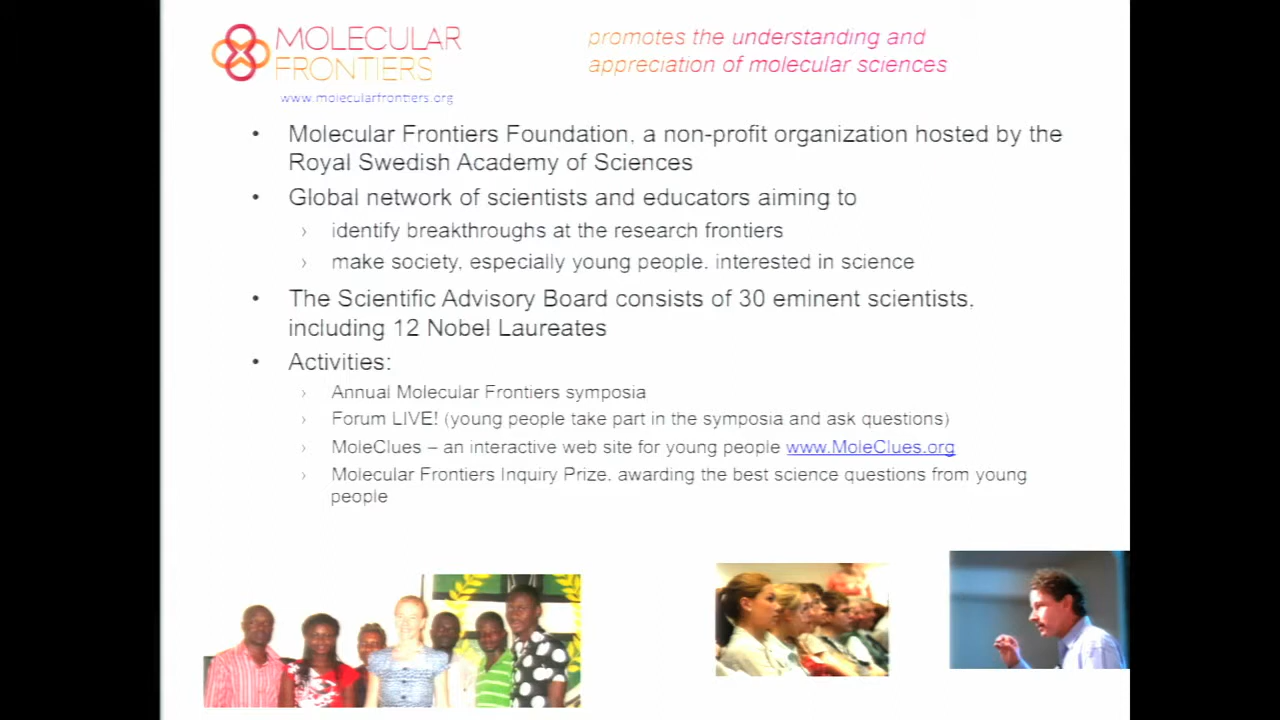 MOLECULAR
FRONTIERS
www.molecularfrontiers.org
promotes the understanding and
appreciation of molecular sciences
• Molecular Frontiers Foundation, a non-profit organization hosted by the
Royal Swedish Academy of Sciences
• Global network of scientists and educators aiming to
› identify breakthroughs at the research frontiers
› make society, especially young people, interested in science
• The Scientific Advisory Board consists of 30 eminent scientists,
including 12 Nobel Laureates
• Activities:
› Annual Molecular Frontiers symposia
› Forum LIVE! (young people take part in the symposia and ask questions)
› MoleClues – an interactive web site for young people www.MoleClues.org
› Molecular Frontiers Inquiry Prize, awarding the best science questions from young
people